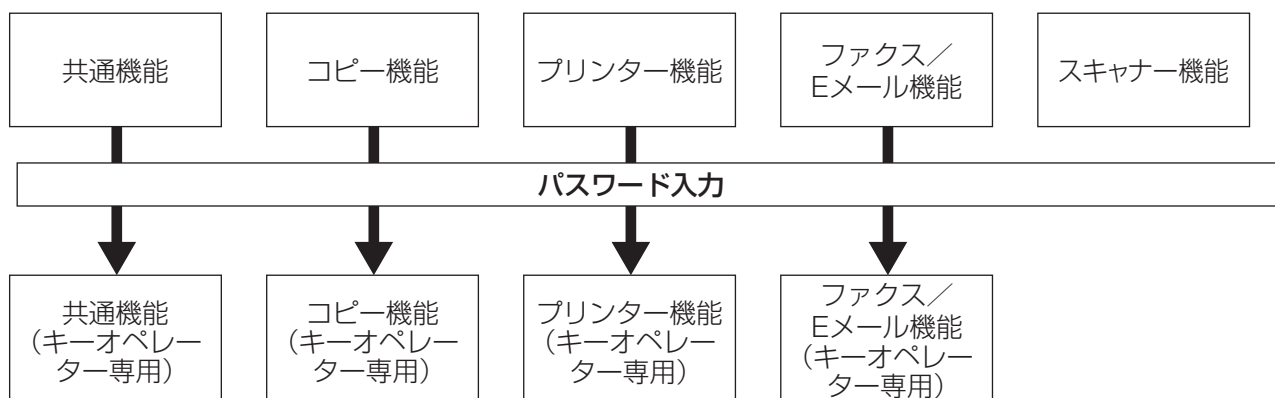 共通機能
コピー機能
プリンター機能
ファクス／
Eメール機能
スキャナー機能
パスワード入力
共通機能
（キーオペレー
ター専用）
コピー機能
（キーオペレー
ター専用）
プリンター機能
（キーオペレー
ター専用）
ファクス／
Eメール機能
（キーオペレー
ター専用）